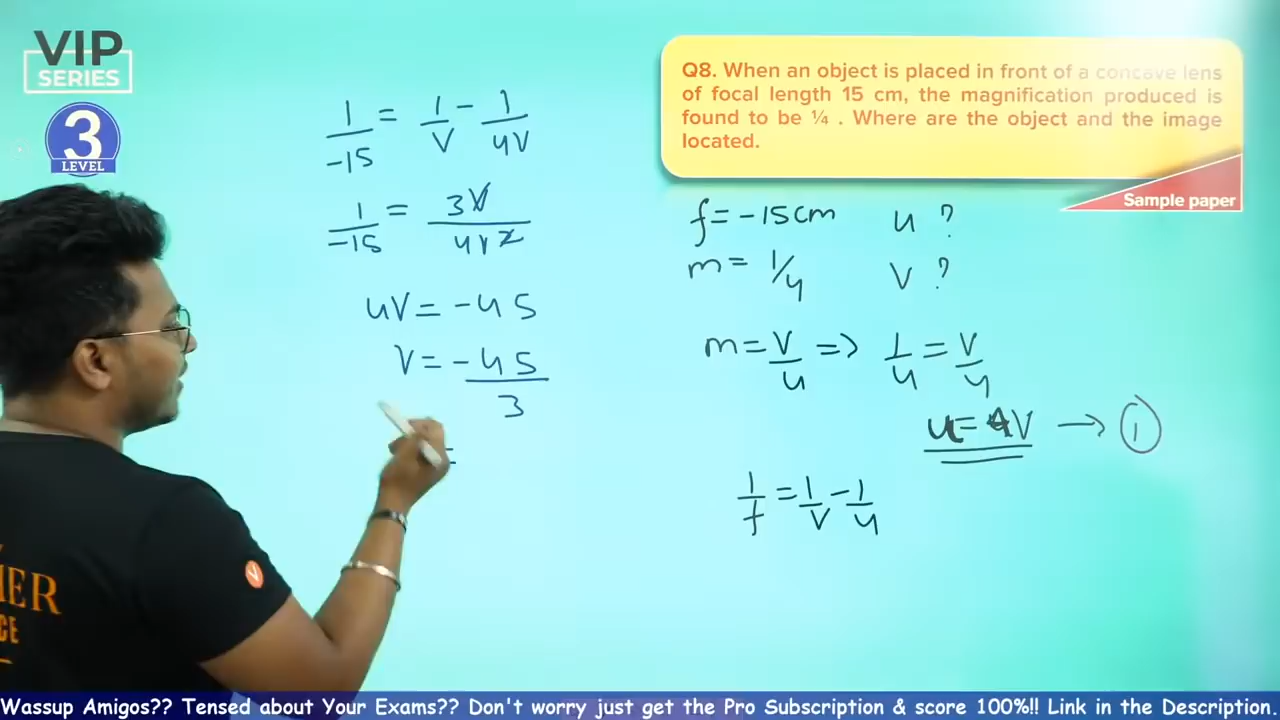 VIP
SERIES
3
LEVEL
Q8. When an object is placed in front of a concave lens
of focal length 15 cm, the magnification produced is
found to be ¼ . Where are the object and the image
located.
Sample paper
1/-15 = 1/V - 1/4V
1/-15 = 3V/4V2
4V = -45
V = -45/3
=
f = -15cm u ?
m = 1/4 V ?
m = V/u => 1/4 = V/u
u = 4V → 1
1/f = 1/V - 1/u
V
IER
CE
Wassup Amigos?? Tensed about Your Exams?? Don't worry just get the Pro Subscription & score 100%!! Link in the Description.